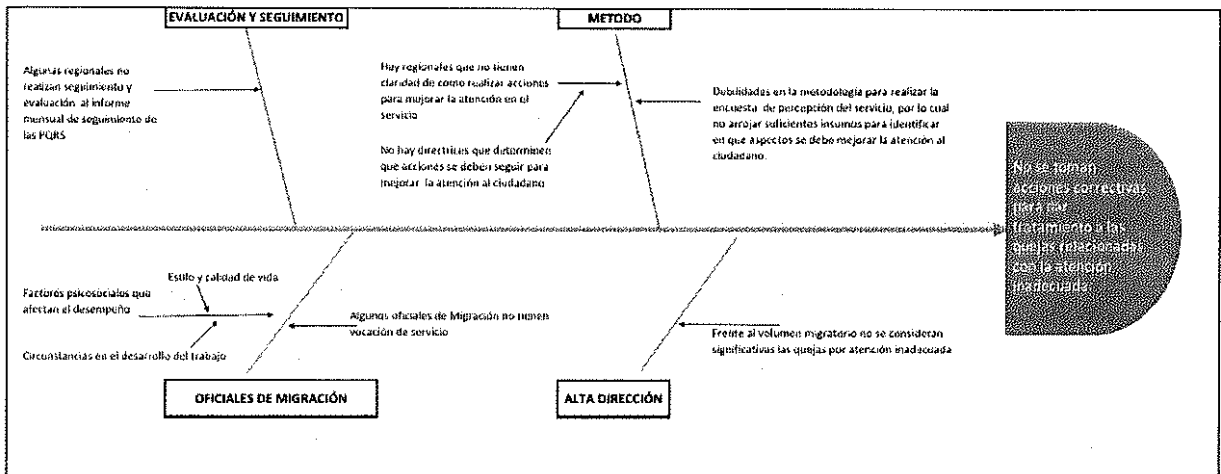 EVALUACIÓN Y SEGUIMIENTO
Algunas regionales no
realizan seguimiento y
evaluación al informe
mensual de seguimiento de
las PQRS
METODO
Hay regionales que no tienen
claridad de como realizar acciones
para mejorar la atención en el
servicio
No hay directrices que determinen
que acciones se deben seguir para
mejorar la atención al ciudadano
Debilidades en la metodología para realizar la
encuesta de percepción del servicio, por lo cual
no arrojar suficientes insumos para identificar
en que aspectos se debe mejorar la atención al
ciudadano.
No se toman
acciones correctivas
para dar
tratamiento a las
quejas relacionadas
con la atención
inadecuada
Estilo y calidad de vida
Factores psicosociales que
afectan el desempeño
Circunstancias en el desarrollo del trabajo
Algunos oficiales de Migración no tienen
vocación de servicio
OFICIALES DE MIGRACIÓN
Frente al volumen migratorio no se consideran
significativas las quejas por atención inadecuada
ALTA DIRECCIÓN